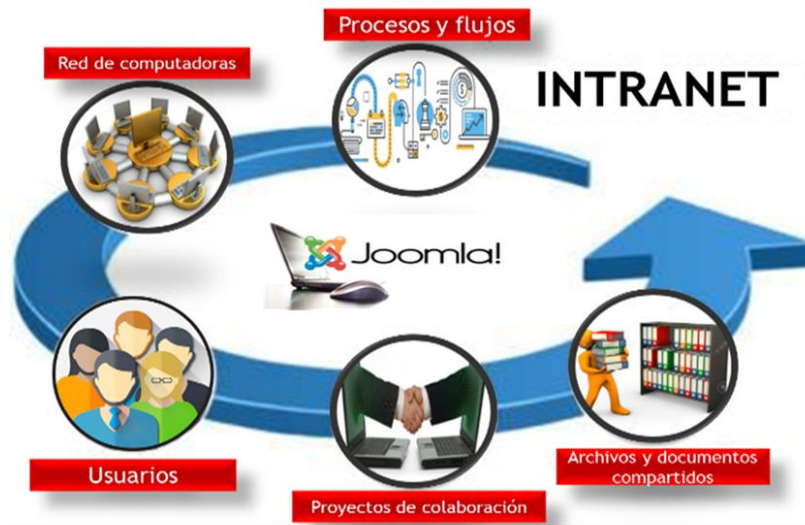 Procesos y flujos
Red de computadoras
INTRANET
Joomla!
Usuarios
Proyectos de colaboración
Archivos y documentos
compartidos